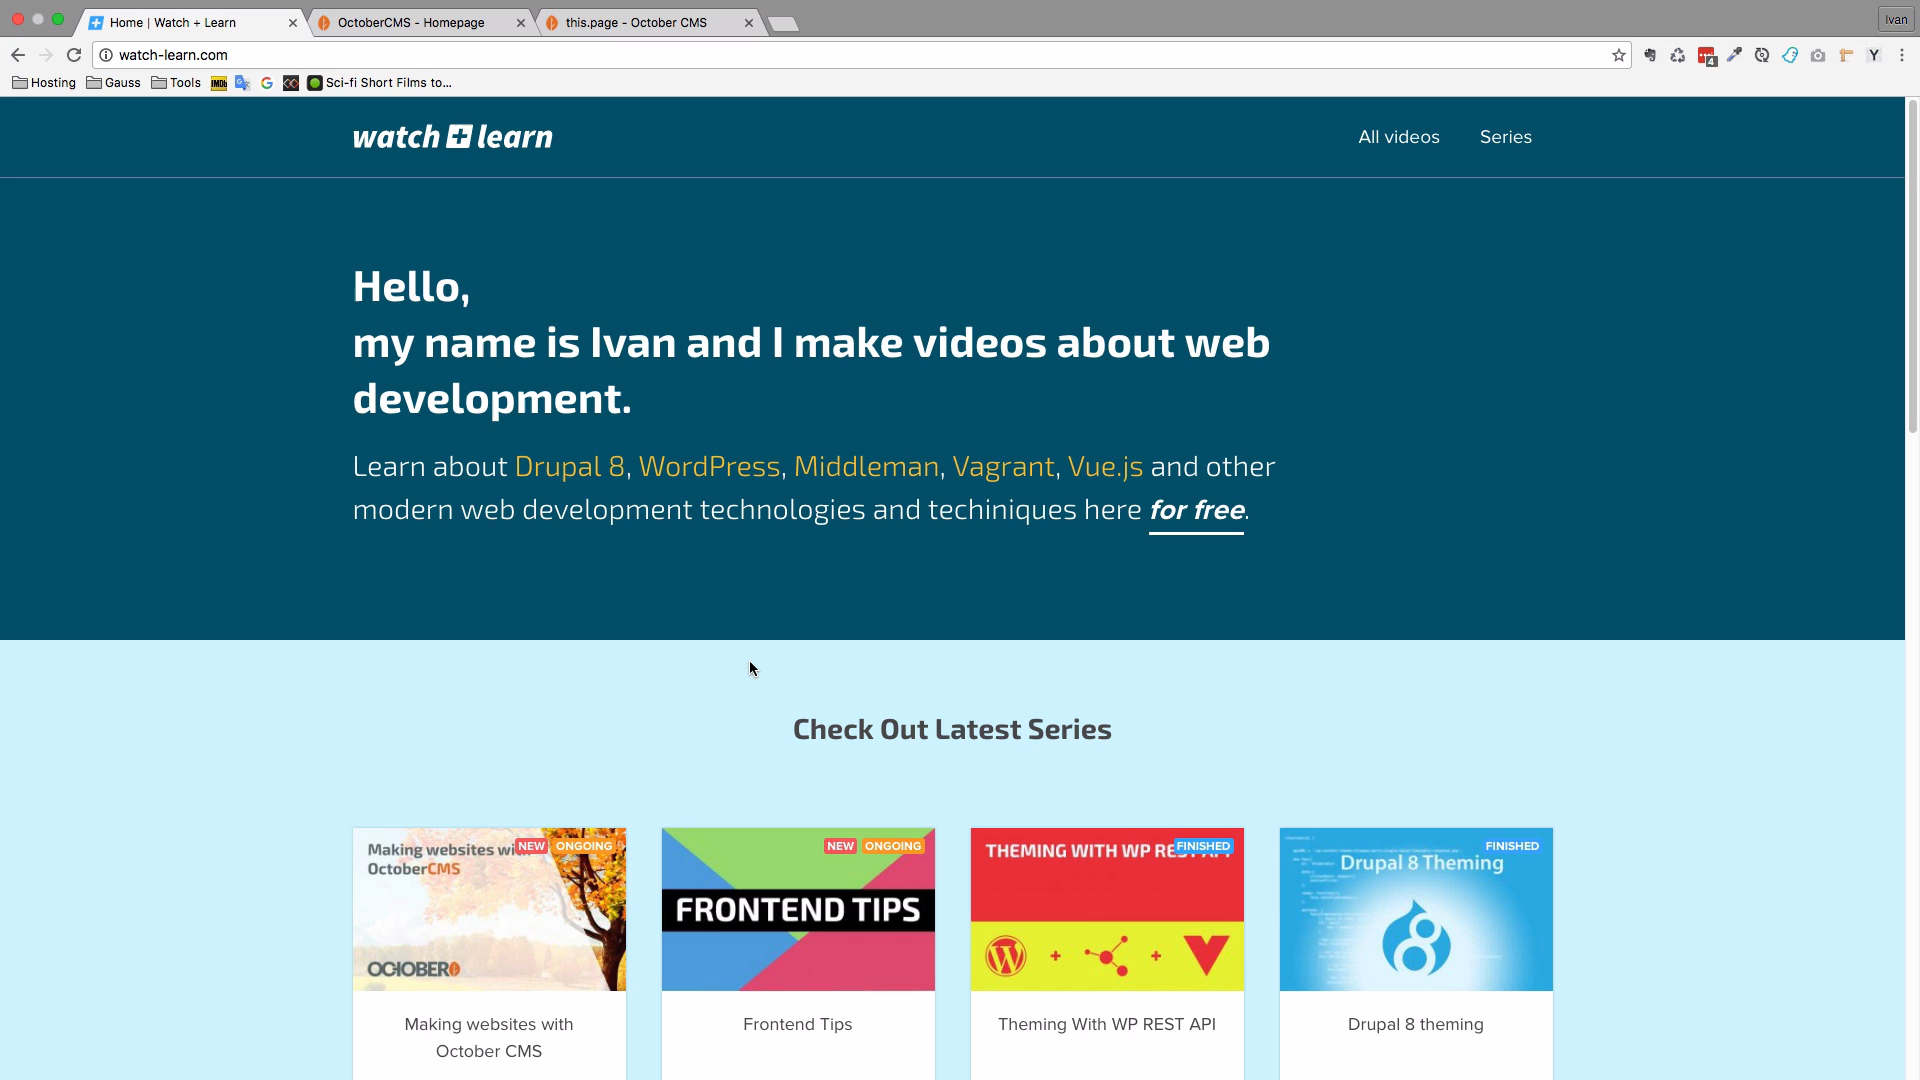 Home | Watch + Learn
OctoberCMS - Homepage
this.page - October CMS
Ivan
watch-learn.com
4
Hosting
Gauss
Tools
IMDb
Sci-fi Short Films to...
watch + learn
All videos
Series
Hello,
my name is Ivan and I make videos about web
development.
Learn about Drupal 8, WordPress, Middleman, Vagrant, Vue.js and other
modern web development technologies and techiniques here for free.
Check Out Latest Series
Making websites wi
OctoberCMS
NEW
ONGOING
OCTOBER
Making websites with
October CMS
NEW
ONGOING
FRONTEND TIPS
Frontend Tips
THEMING WITH WP REST API
FINISHED
Theming With WP REST API
FINISHED
Drupal 8 Theming
Drupal 8 theming